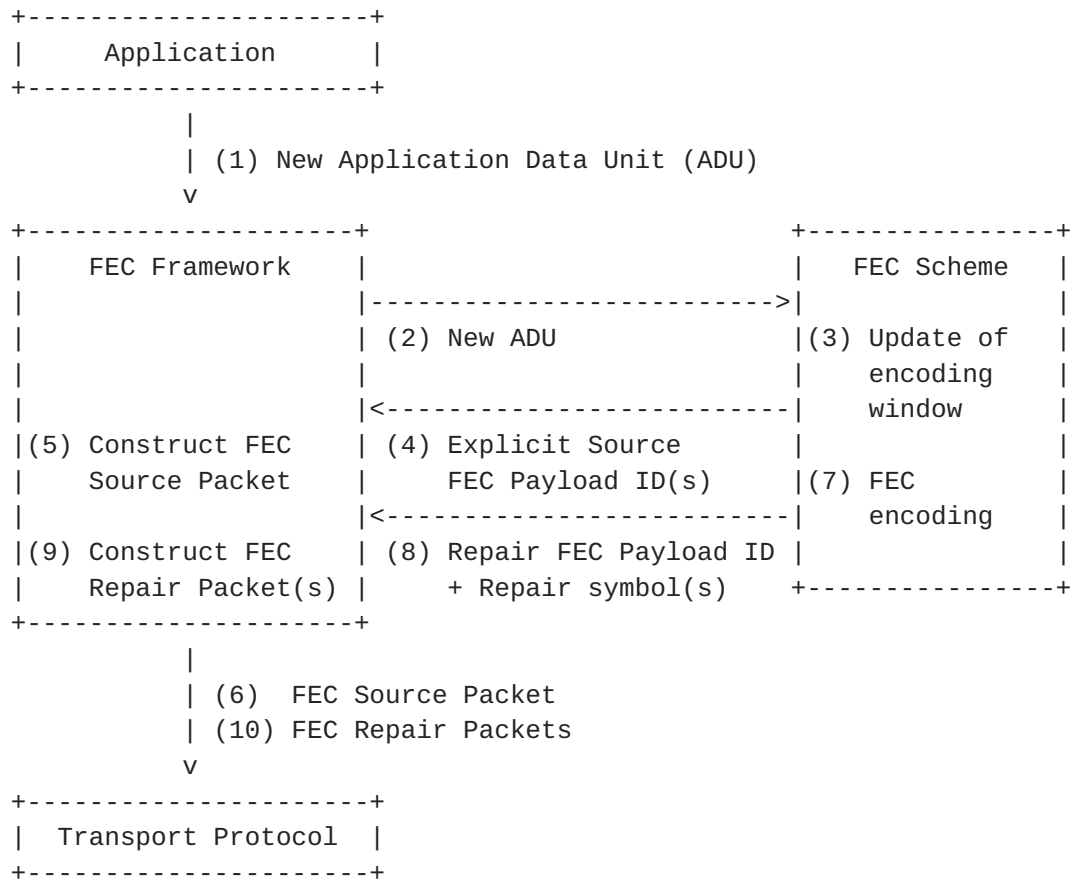 +----------------------+
|     Application      |
+----------------------+
           |
           | (1) New Application Data Unit (ADU)
           v
+---------------------+                           +----------------+
|    FEC Framework    |                           |   FEC Scheme   |
|                     |-------------------------->|                |
|                     | (2) New ADU               |(3) Update of   |
|                     |                           |    encoding    |
|                     |<--------------------------|    window      |
|(5) Construct FEC    | (4) Explicit Source       |                |
|    Source Packet    |     FEC Payload ID(s)     |(7) FEC         |
|                     |<--------------------------|    encoding    |
|(9) Construct FEC    | (8) Repair FEC Payload ID |                |
|    Repair Packet(s) |     + Repair symbol(s)    +----------------+
+---------------------+
           |
           | (6)  FEC Source Packet
           | (10) FEC Repair Packets
           v
+----------------------+
|  Transport Protocol  |
+----------------------+